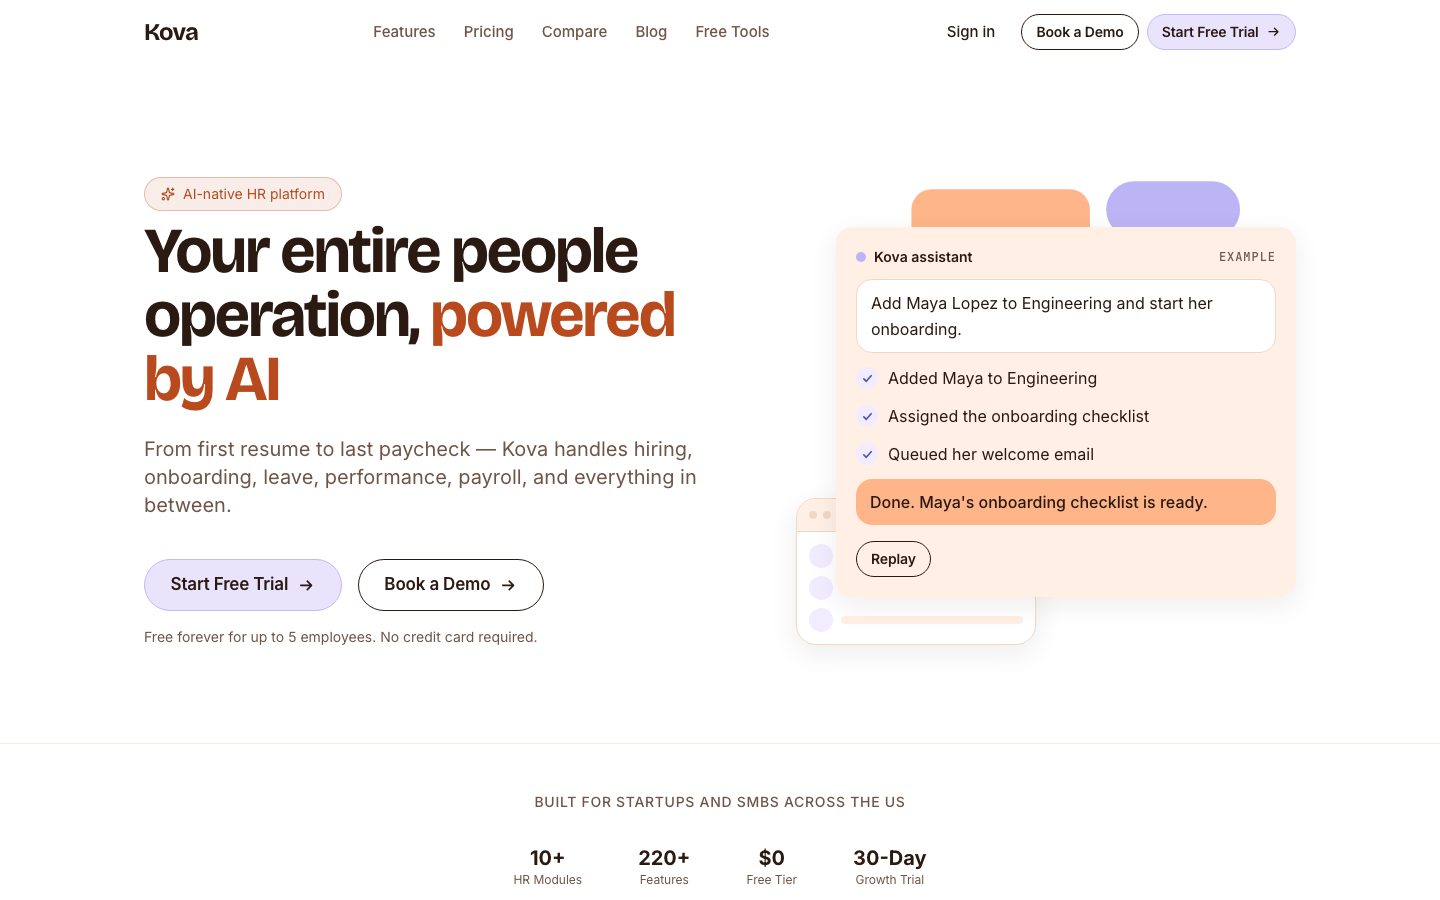 Kova
Features
Pricing
Compare
Blog
Free Tools
Sign in
Book a Demo
Start Free Trial →
AI-native HR platform
Your entire people
operation, powered
by AI
From first resume to last paycheck — Kova handles hiring,
onboarding, leave, performance, payroll, and everything in
between.
Start Free Trial →
Book a Demo →
Free forever for up to 5 employees. No credit card required.
Kova assistant
EXAMPLE
Add Maya Lopez to Engineering and start her
onboarding.
Added Maya to Engineering
Assigned the onboarding checklist
Queued her welcome email
Done. Maya's onboarding checklist is ready.
Replay
BUILT FOR STARTUPS AND SMBS ACROSS THE US
10+
HR Modules
220+
Features
$0
Free Tier
30-Day
Growth Trial